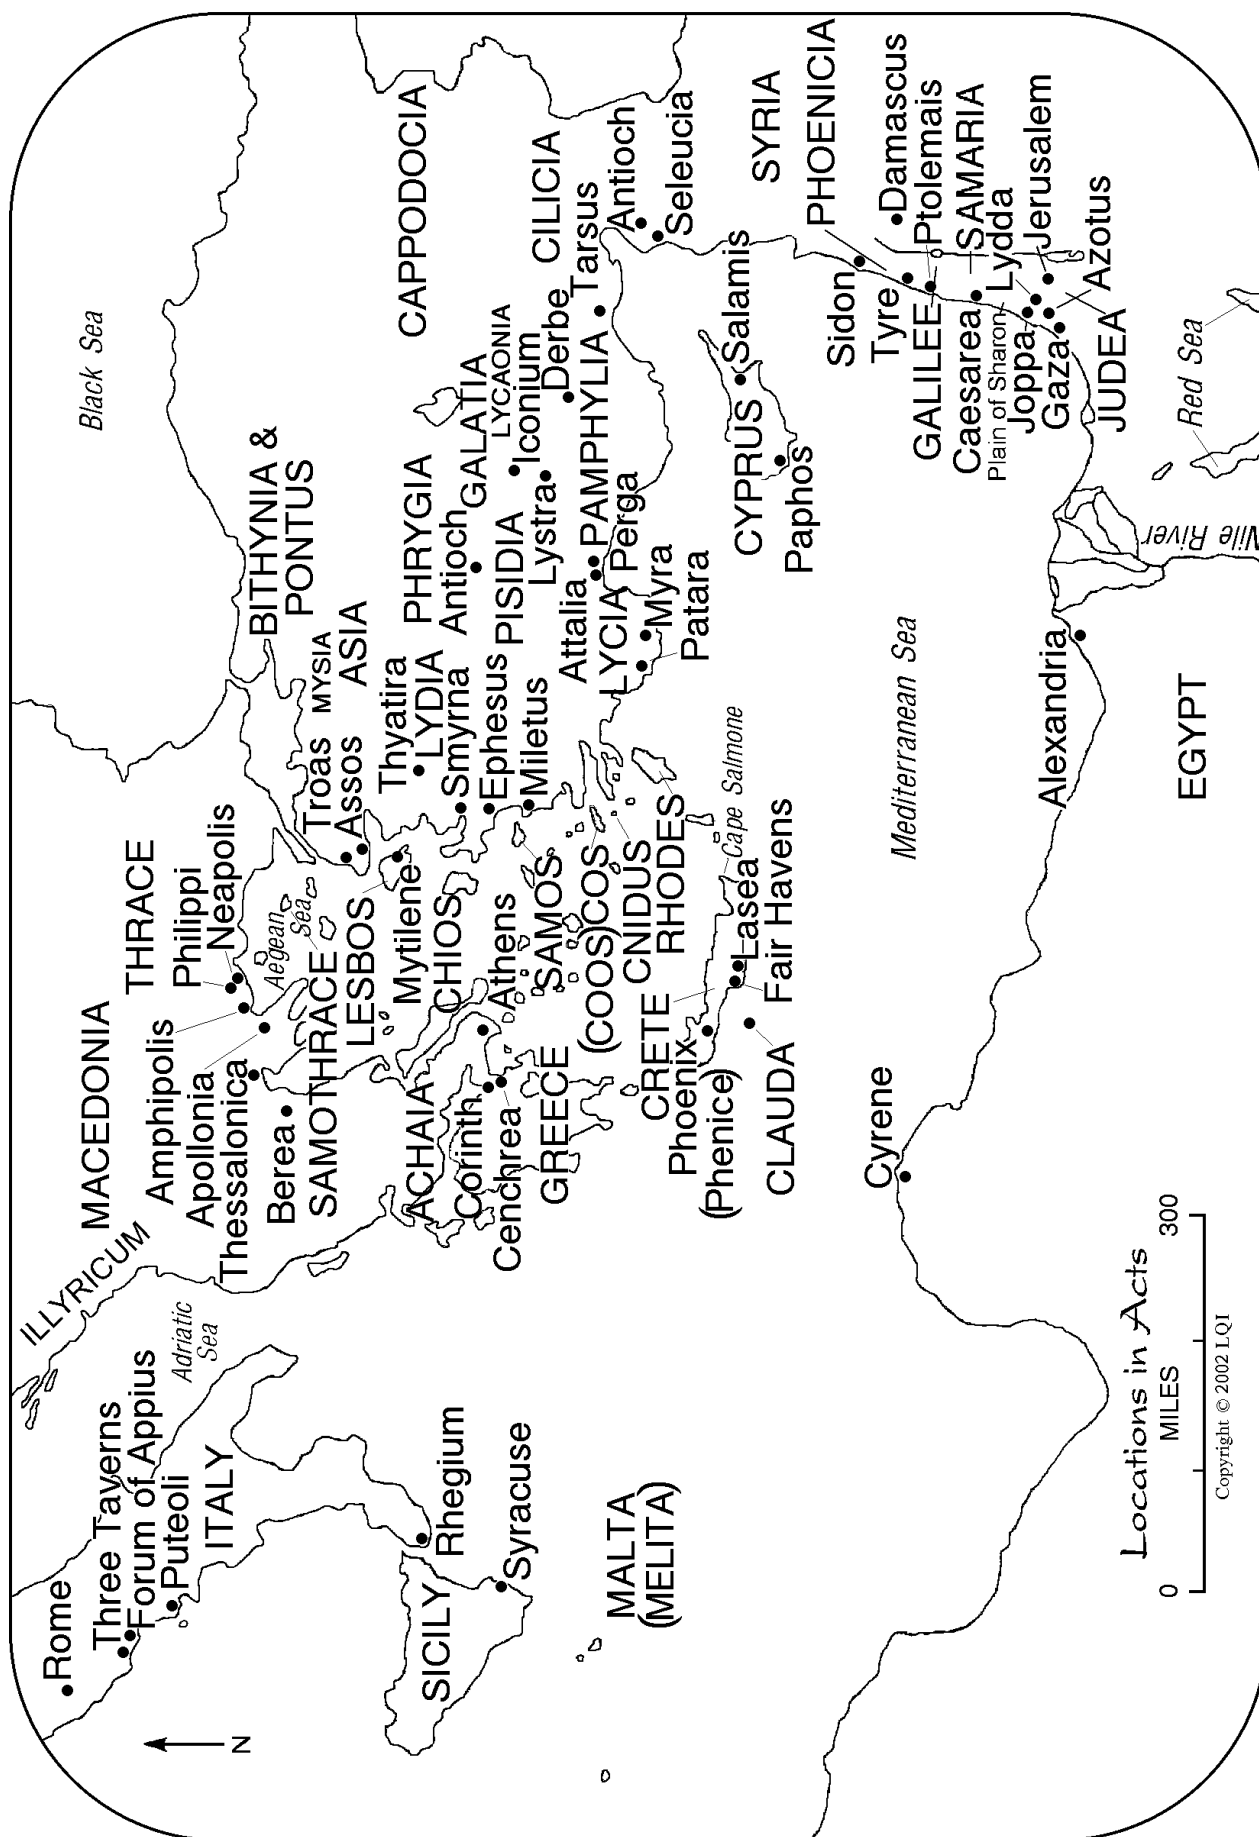 Rome
Three Taverns
Forum of Appius
Puteoli
ITALY
Adriatic
Sea
ILLYRICUM
MACEDONIA
THRACE
Black Sea
Amphipolis
Apollonia
Thessalonica
Berea
Philippi
Neapolis
Aegean
Sea
SAMOTHRACE
BITHYNIA &
PONTUS
Troas
Assos
MYSIA
ASIA
LESBOS
Mytilene
CHIOS
Thyatira
LYDIA
Smyrna
Ephesus
Miletus
PHRYGIA
Antioch
PISIDIA
GALATIA
LYCAONIA
Iconium
Lystra
Derbe
CAPPODOCIA
CILICIA
Tarsus
Antioch
Seleucia
Attalia
PAMPHYLIA
Perga
LYCIA
Myra
Patara
N
SICILY
Rhegium
Syracuse
MALTA
(MELITA)
ACHAIA
Corinth
Cenchrea
GREECE
Athens
SAMOS
(COOS)COS
CNIDUS
RHODES
CRETE
Phoenix
(Phenice)
CLAUDA
Cape Salmone
Lasea
Fair Havens
CYPRUS
Salamis
Paphos
SYRIA
PHOENICIA
Sidon
Tyre
Damascus
Ptolemais
GALILEE
Caesarea
SAMARIA
Plain of Sharon
Lydda
Joppa
Jerusalem
Gaza
Azotus
JUDEA
Mediterranean Sea
Cyrene
Alexandria
EGYPT
Nile River
Red Sea
Locations in Acts
0 MILES 300
Copyright © 2002 LQI